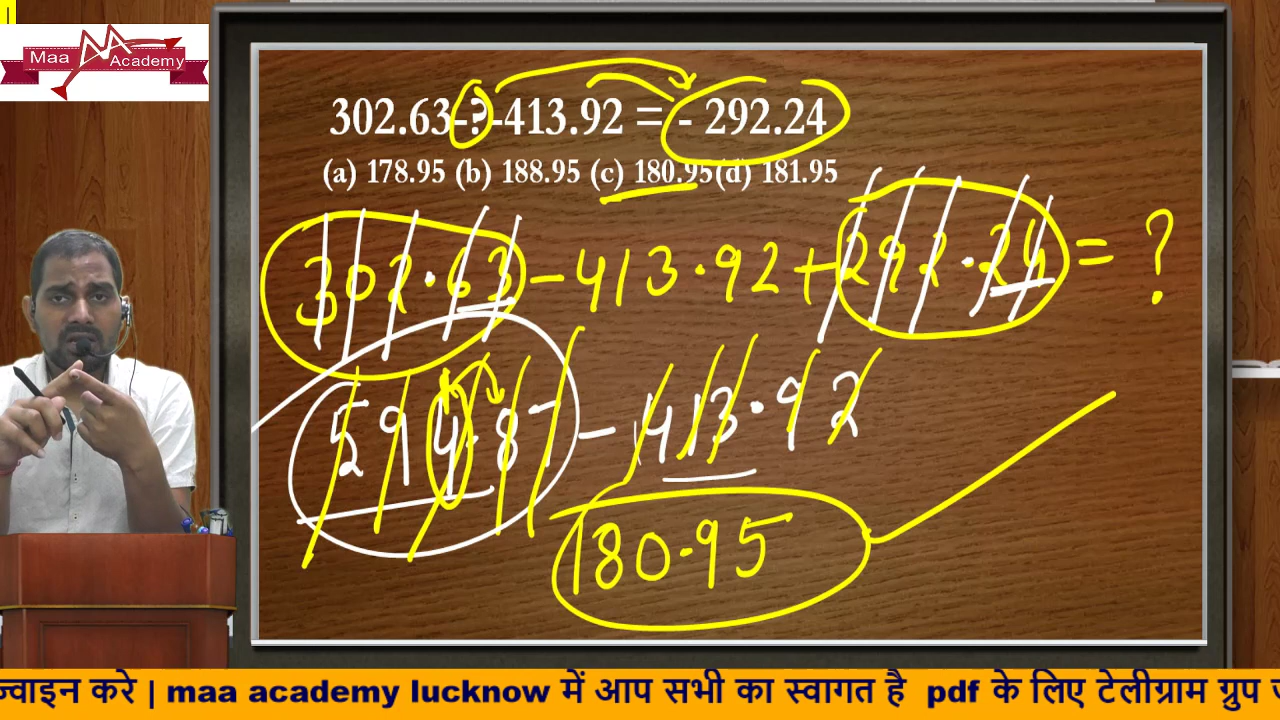 Maa Academy
302.63-?-413.92 = - 292.24
(a) 178.95 (b) 188.95 (c) 180.95(d) 181.95
302.63-413.92+292.24=?
594.87-413.92
180.95
ज्वाइन करे | maa academy lucknow में आप सभी का स्वागत है pdf के लिए टेलीग्राम ग्रुप